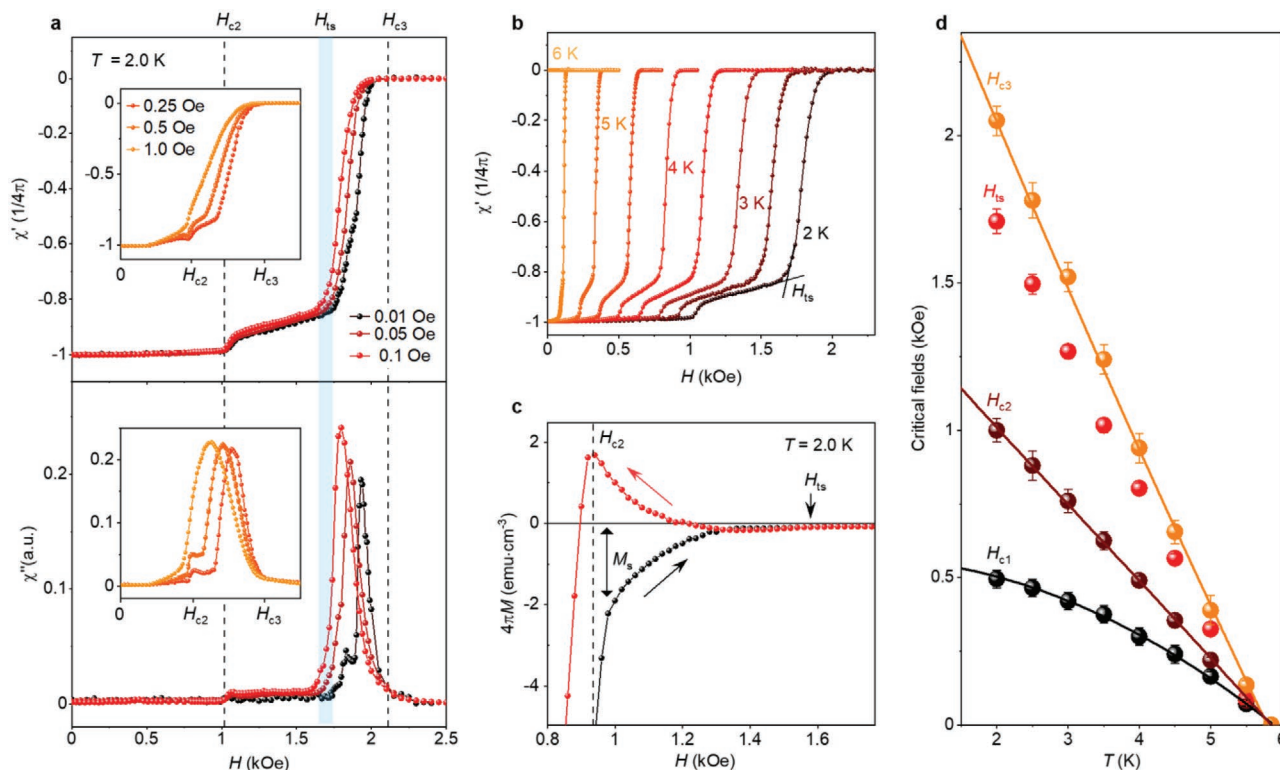 a
H_c2
H_ts
H_c3
T = 2.0 K
0.25 Oe
0.5 Oe
1.0 Oe
0
-0.5
-1
0
H_c2
H_c3
0
-0.2
-0.4
-0.6
-0.8
-1
χ' (1/4π)
0.01 Oe
0.05 Oe
0.1 Oe
0.2
0.1
0
0
H_c2
H_c3
0.2
0.1
0
χ''(a.u.)
0
0.5
1.0
1.5
2.0
2.5
H (kOe)
b
0
-0.2
-0.4
-0.6
-0.8
-1
χ' (1/4π)
6 K
5 K
4 K
3 K
2 K
H_ts
0
0.5
1
1.5
2
H (kOe)
c
H_c2
T = 2.0 K
H_ts
M_s
2
0
-2
-4
4πM (emu·cm⁻³)
0.8
1
1.2
1.4
1.6
H (kOe)
d
H_c3
H_ts
H_c2
H_c1
2
1.5
1
0.5
0
Critical fields (kOe)
2
3
4
5
6
T (K)